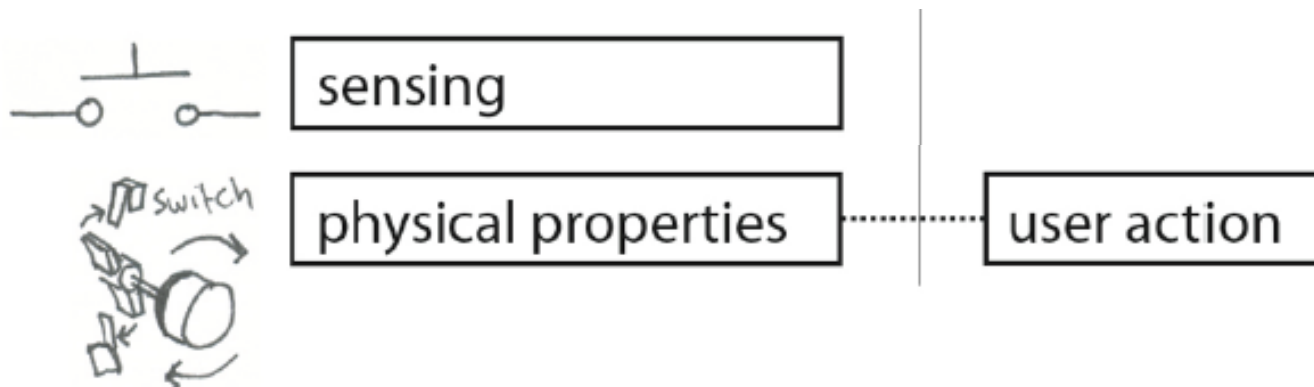 sensing
switch
physical properties
user action